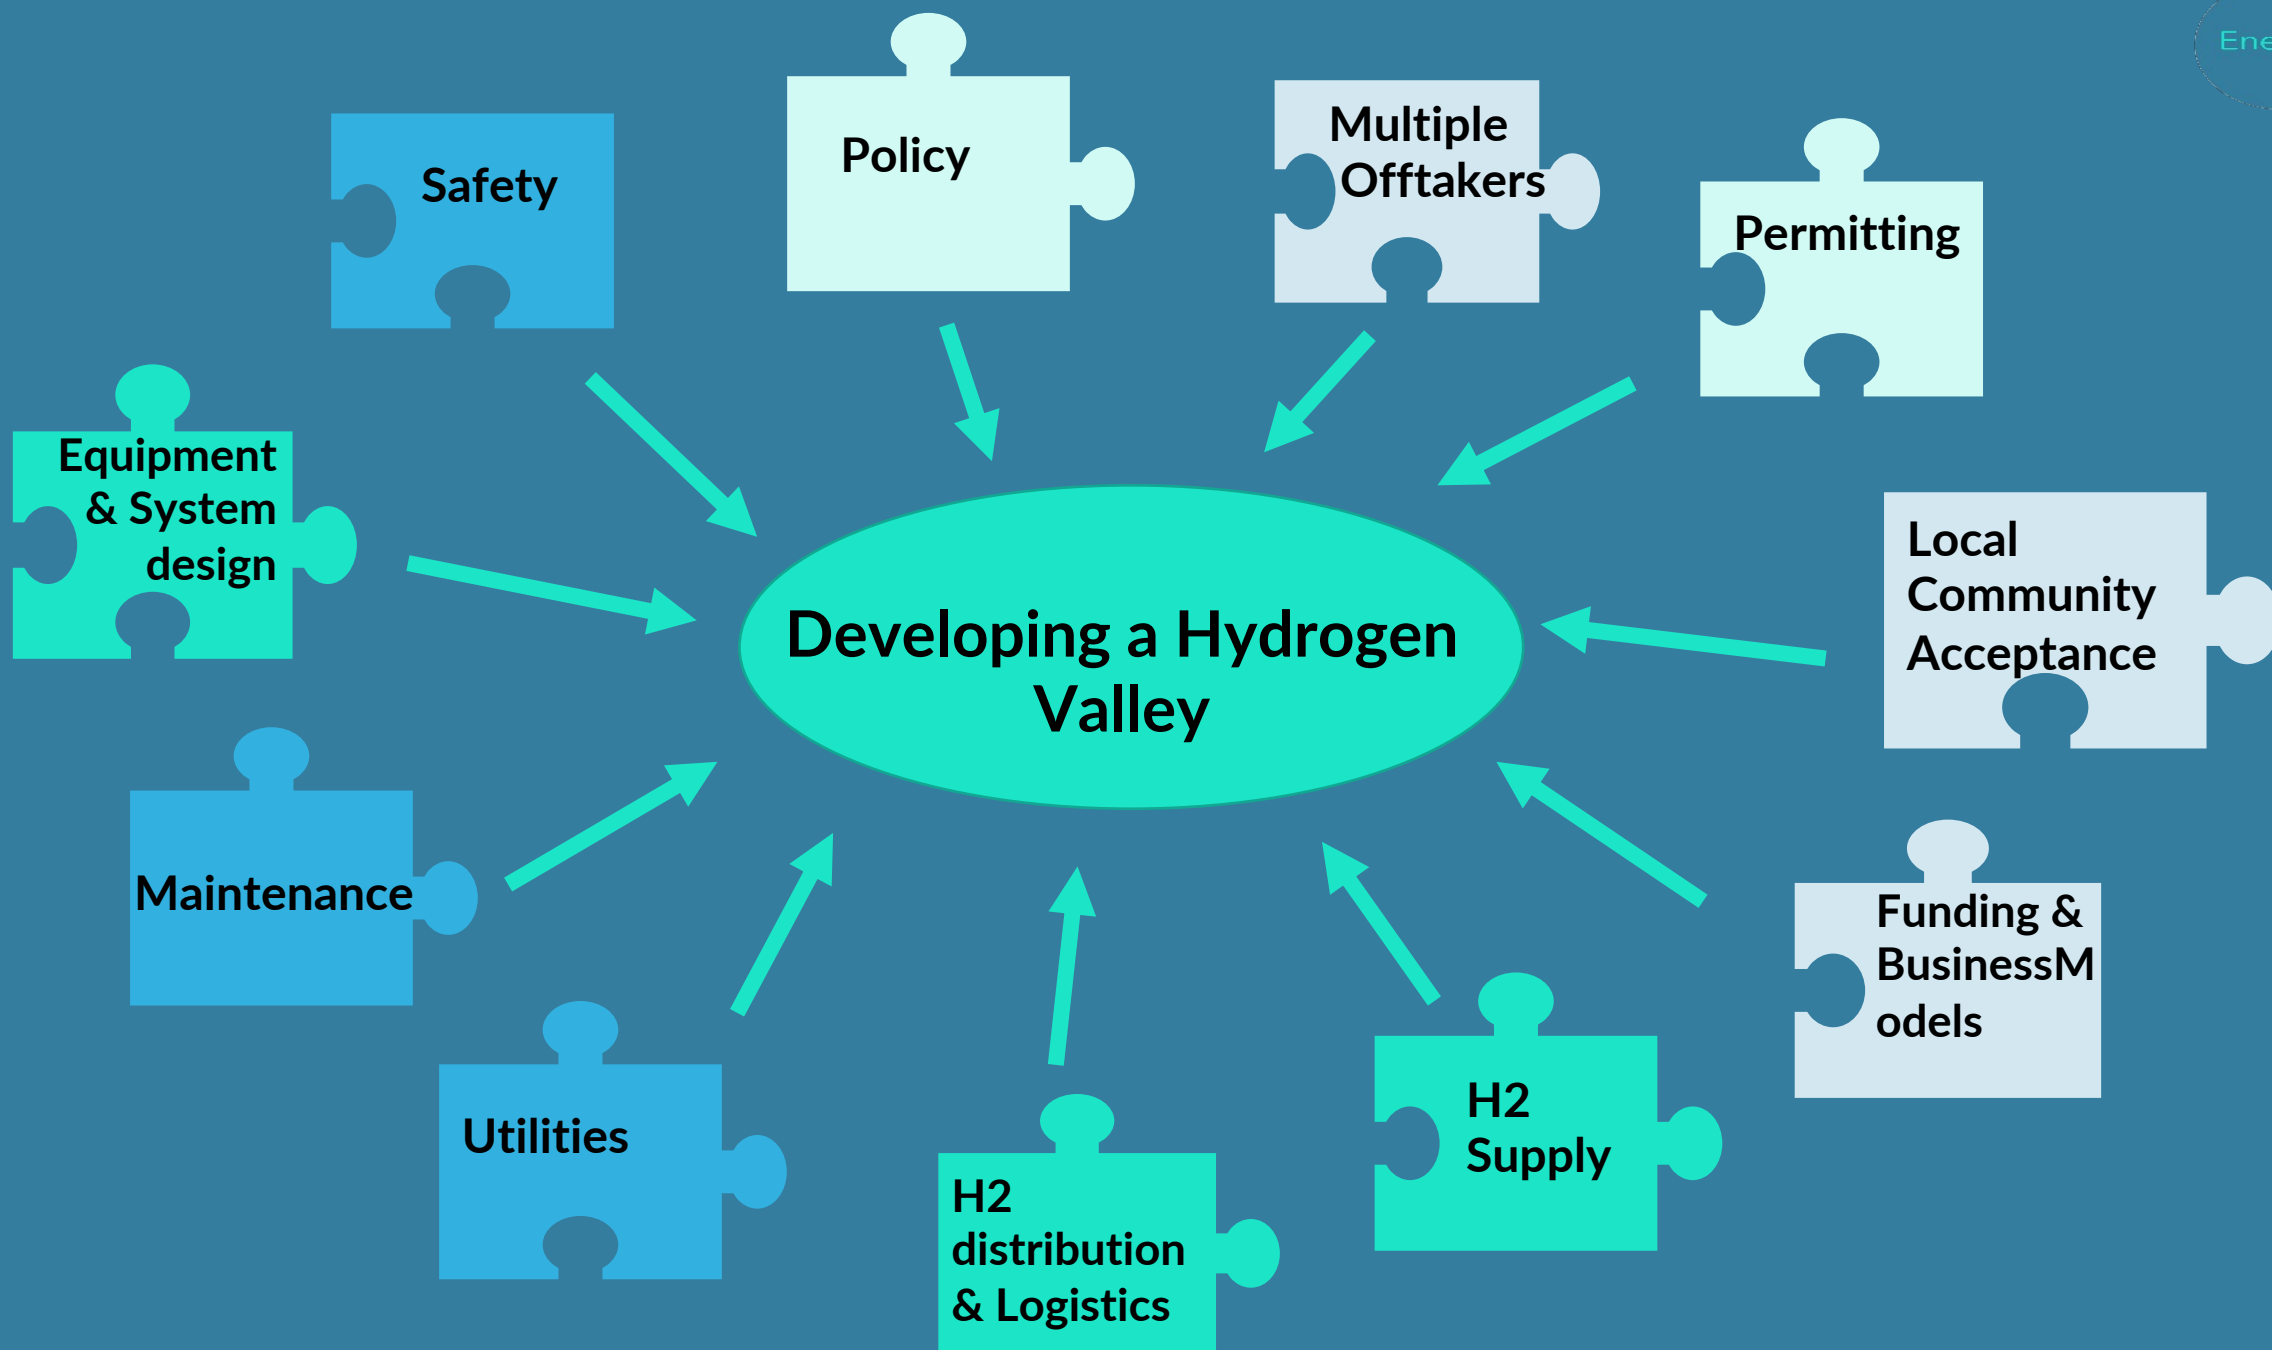 Ene
Policy
Multiple
Offtakers
Safety
Permitting
Equipment
& System
design
Local
Community
Acceptance
Developing a Hydrogen
Valley
Maintenance
Funding &
BusinessM
odels
Utilities
H2
Supply
H2
distribution
& Logistics